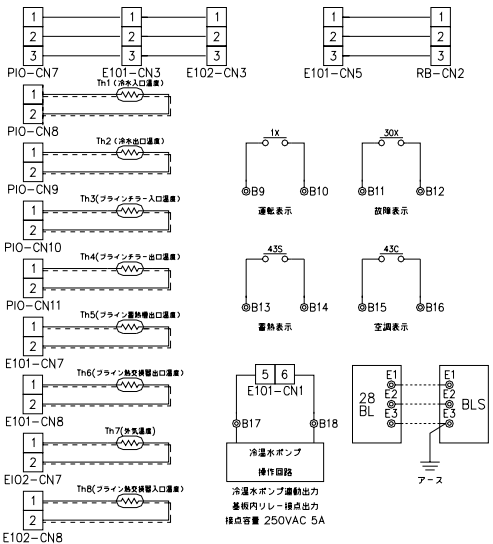 1 1 1
2 2 2
3 3 3
PIO-CN7 E101-CN3 E102-CN3
1 1
2 2
3 3
E101-CN5 RB-CN2
Th1 (冷水入口温度)
1
2
PIO-CN8
Th2 (冷水出口温度)
1
2
PIO-CN9
Th3(ブラインチラー入口温度)
1
2
PIO-CN10
Th4(ブラインチラー出口温度)
1
2
PIO-CN11
Th5(ブライン蓄熱槽出口温度)
1
2
E101-CN7
Th6(ブライン熱交換器出口温度)
1
2
E101-CN8
Th7(外気温度)
1
2
E102-CN7
Th8(ブライン熱交換器入口温度)
1
2
E102-CN8
1X
B9 B10
運転表示
30X
B11 B12
故障表示
43S
B13 B14
蓄熱表示
43C
B15 B16
空調表示
5 6
E101-CN1
B17 B18
冷温水ポンプ
操作回路
冷温水ポンプ連動出力
基板内リレー接点出力
接点容量 250VAC 5A
28
BL
E1 E1
E2 E2
E3 E3
BLS
アース